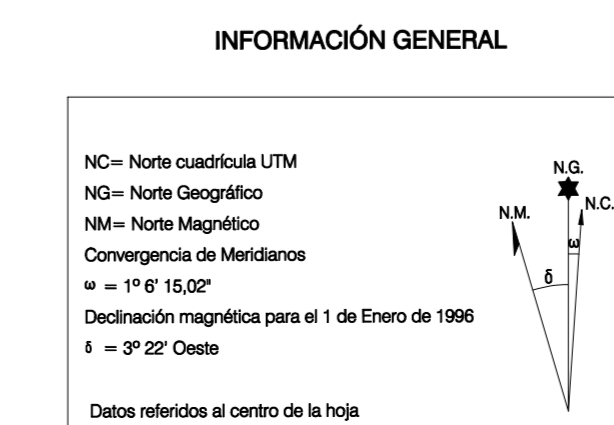 INFORMACIÓN GENERAL
NC= Norte cuadrícula UTM
NG= Norte Geográfico
NM= Norte Magnético
Convergencia de Meridianos
ω = 1º 6' 15,02"
Declinación magnética para el 1 de Enero de 1996
δ = 3º 22' Oeste
Datos referidos al centro de la hoja
N.G.
N.M.
N.C.
ω
δ